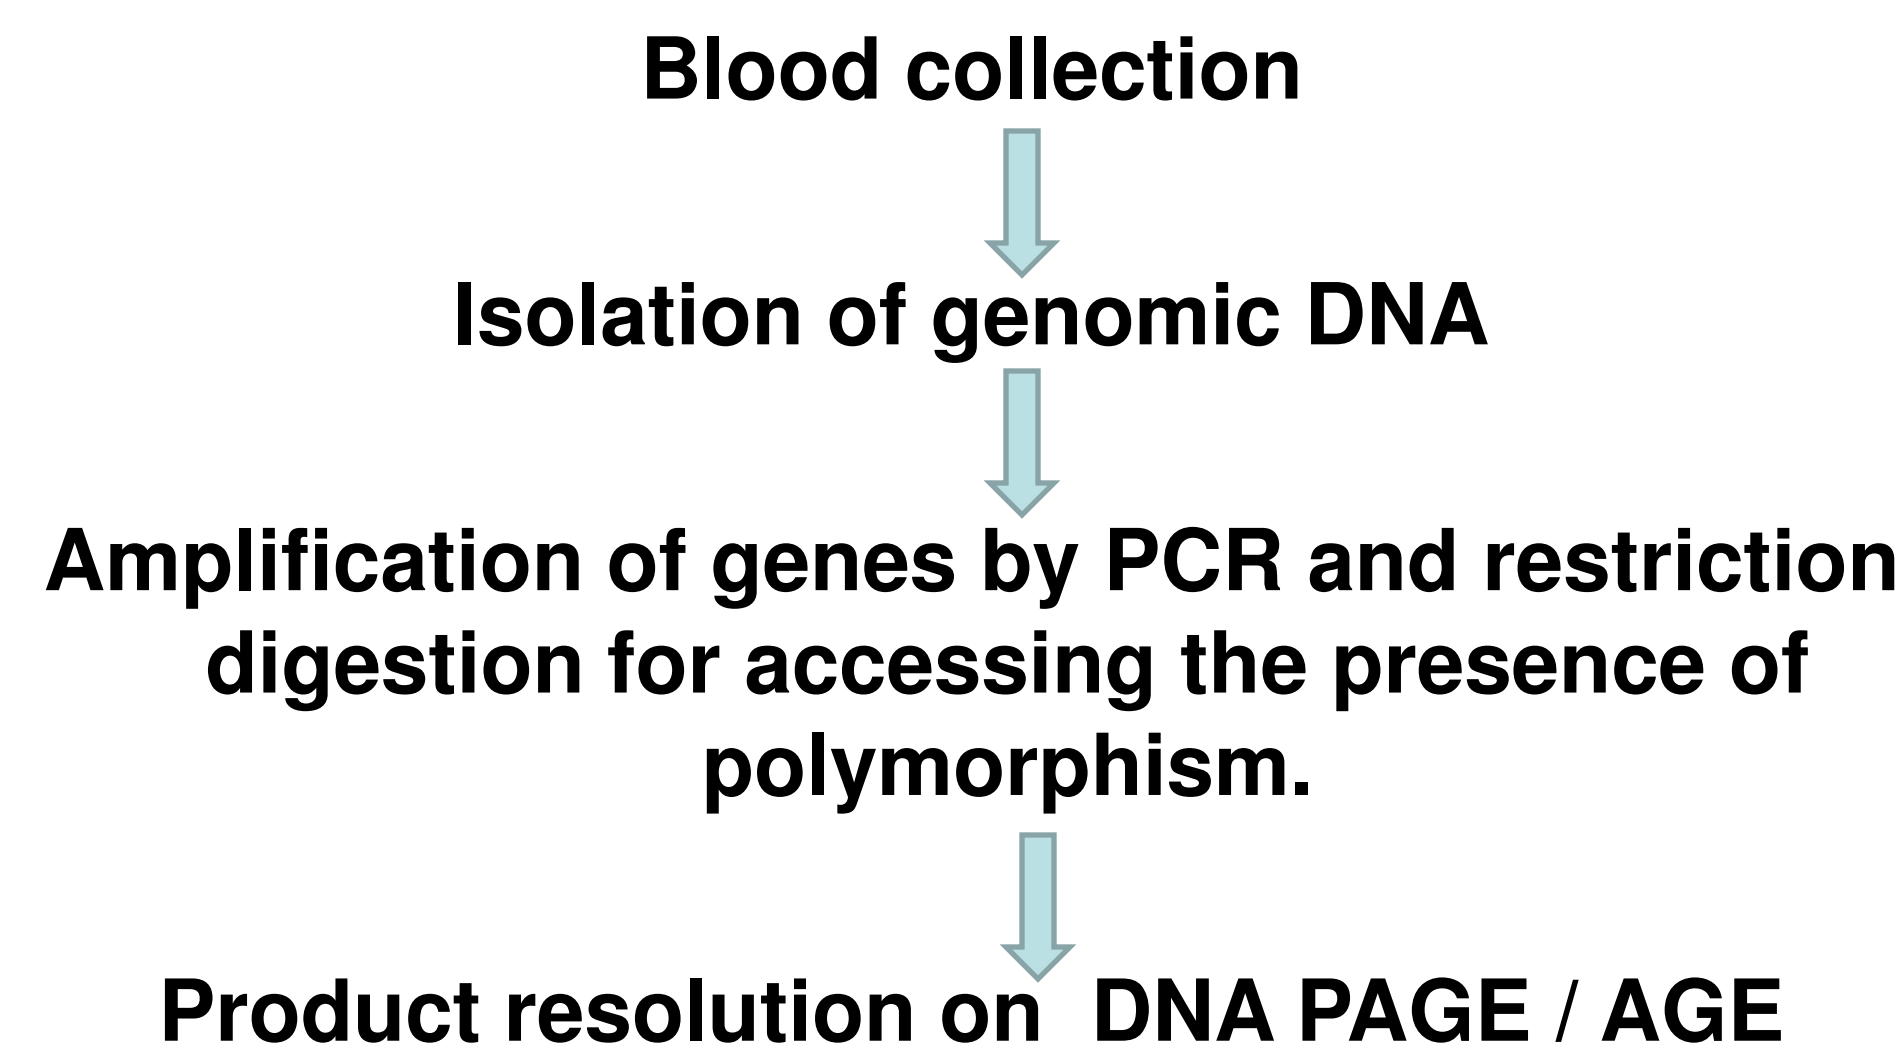 Blood collection
Isolation of genomic DNA
Amplification of genes by PCR and restriction
digestion for accessing the presence of
polymorphism.
Product resolution on DNA PAGE / AGE